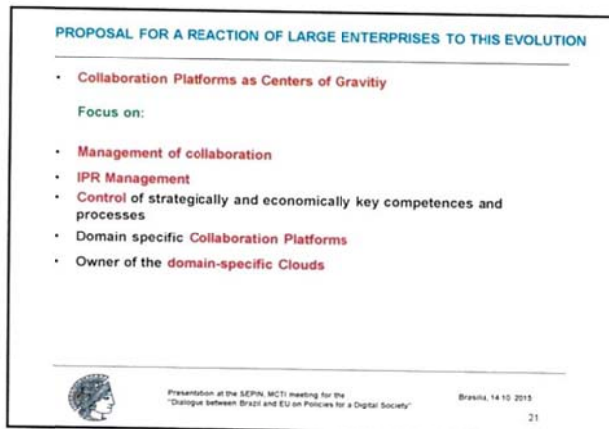 PROPOSAL FOR A REACTION OF LARGE ENTERPRISES TO THIS EVOLUTION
• Collaboration Platforms as Centers of Gravitiy
Focus on:
• Management of collaboration
• IPR Management
• Control of strategically and economically key competences and
processes
• Domain specific Collaboration Platforms
• Owner of the domain-specific Clouds
Presentation at the SEPIN, MCTI meeting for the
"Dialogue between Brazil and EU on Policies for a Digital Society"
Brasilia, 14 10 2015
21